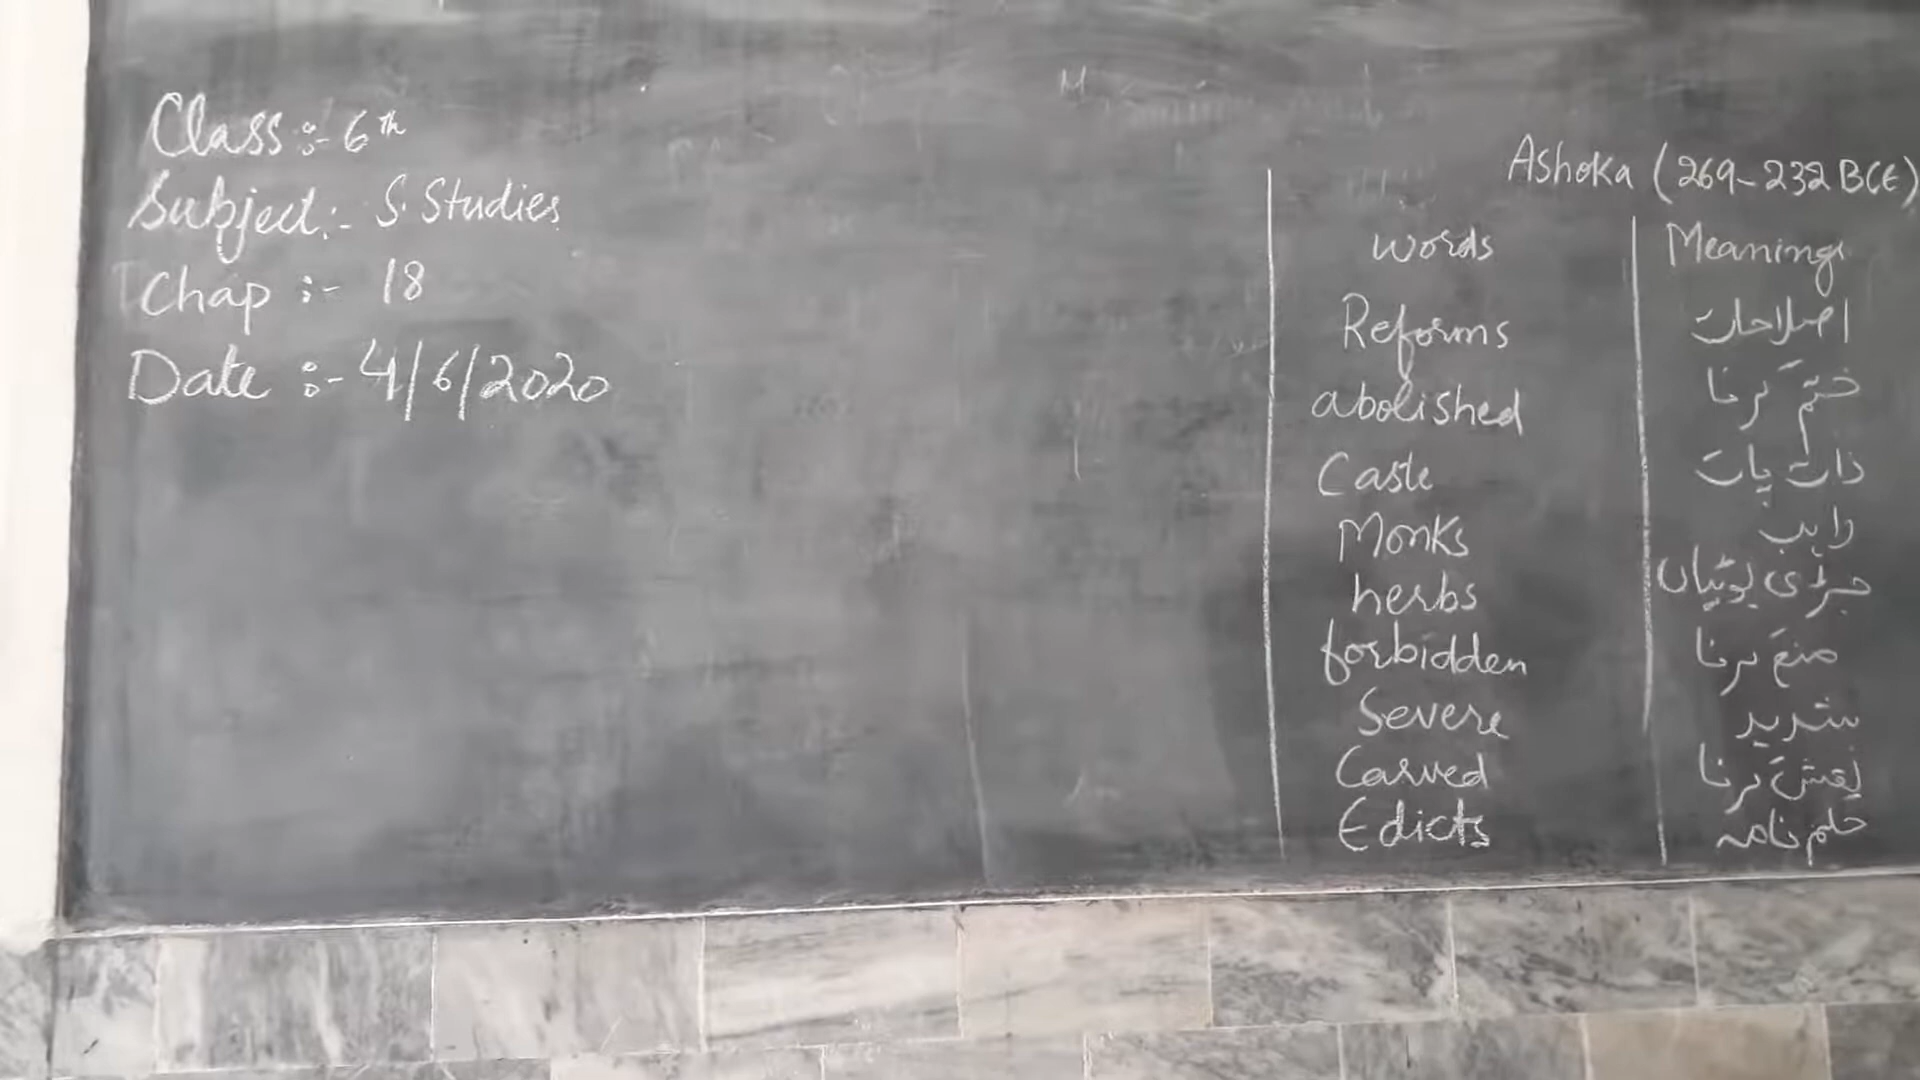 Class :- 6th
Subject :- S. Studies
Chap :- 18
Date :- 4/6/2020
Ashoka (269-232 BCE)
words Meanings
Reforms اصلاحات
abolished ختم کرنا
Caste ذات پات
Monks راہب
herbs جڑی بوٹیاں
forbidden منع کرنا
Severe شدید
Carved نقش کرنا
Edicts حکم نامہ